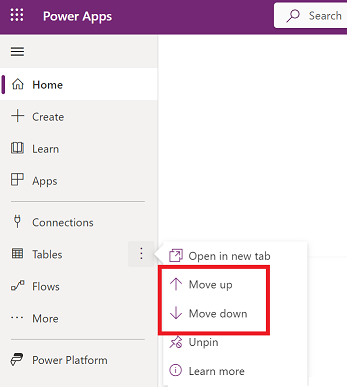 Power Apps
Search
Home
Create
Learn
Apps
Connections
Tables
Open in new tab
Move up
Move down
Unpin
Learn more
Flows
More
Power Platform